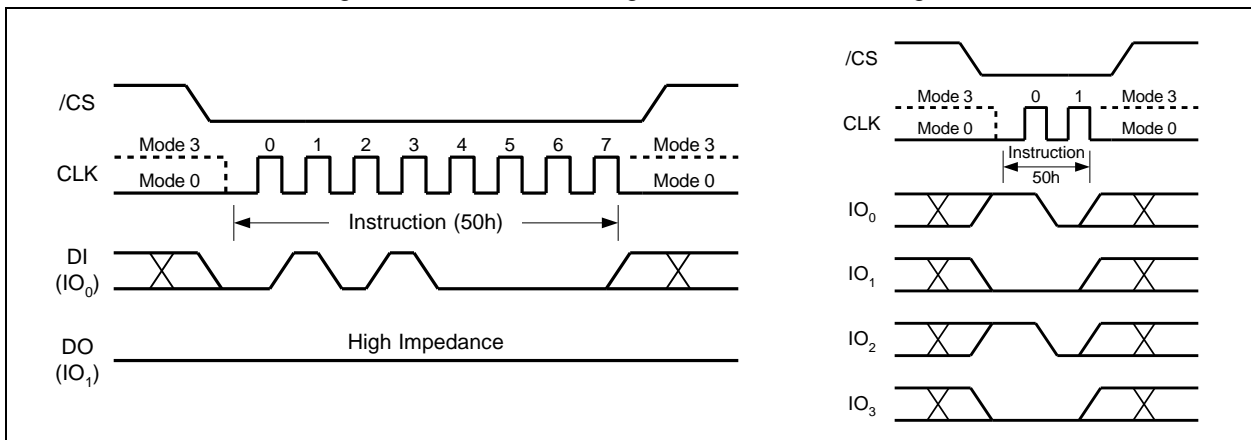 /CS
Mode 3 0 1 2 3 4 5 6 7 Mode 3
CLK
Mode 0 Mode 0
Instruction (50h)
DI
(IO0)
DO
(IO1)
High Impedance
/CS
Mode 3 0 1 Mode 3
CLK
Mode 0 Mode 0
Instruction
50h
IO0
IO1
IO2
IO3